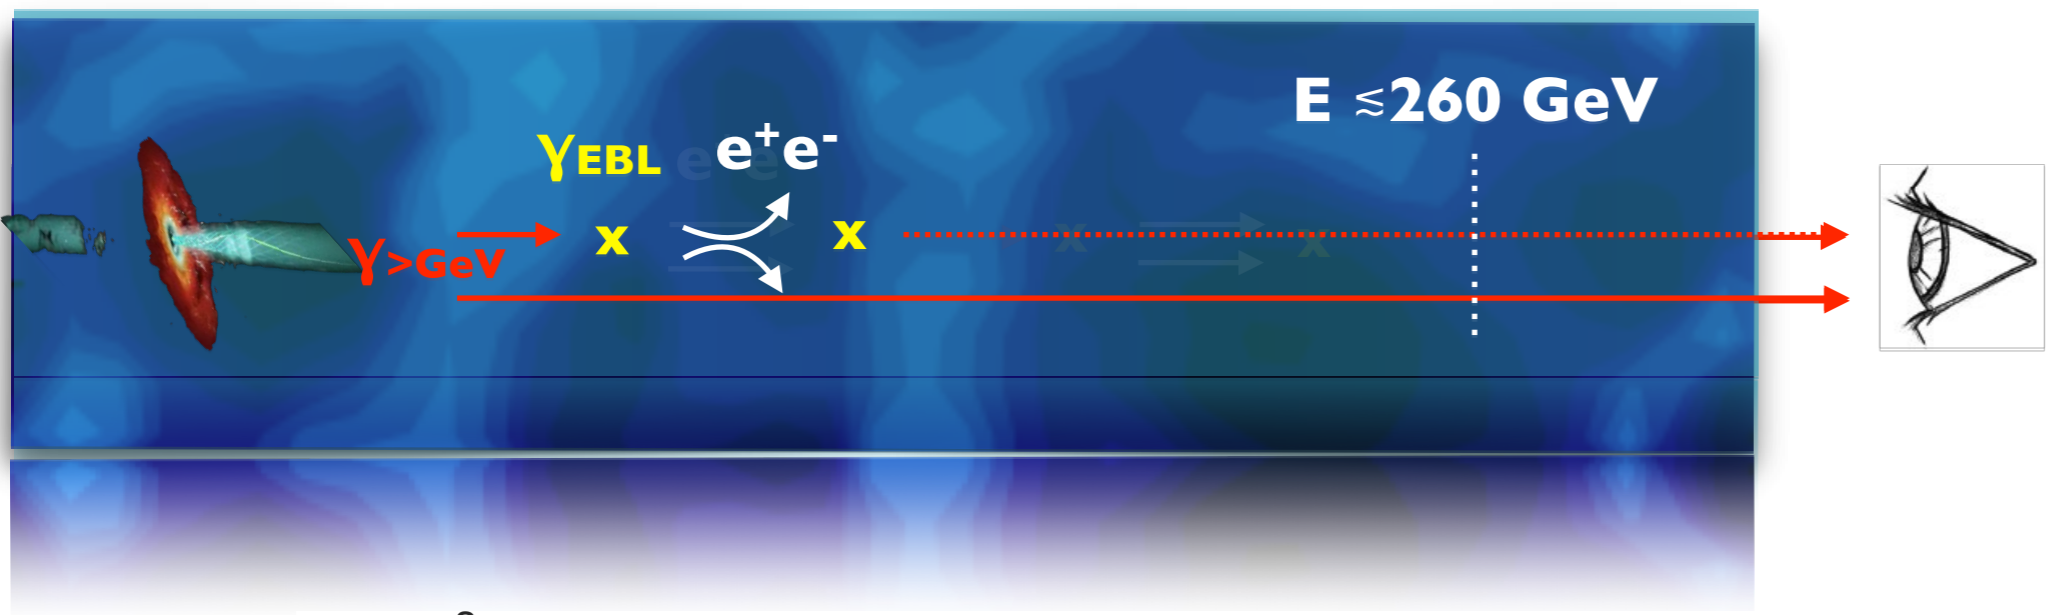 E ≲260 GeV
γEBL e⁺e⁻
x x
γ>GeV